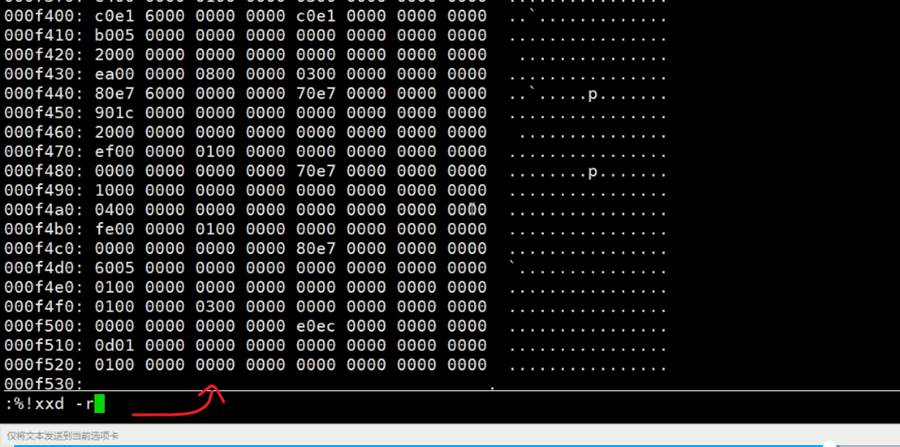 000f400: c0e1 6000 0000 0000 c0e1 0000 0000 0000 ..`.............
000f410: b005 0000 0000 0000 0000 0000 0000 0000 ................
000f420: 2000 0000 0000 0000 0000 0000 0000 0000  ...............
000f430: ea00 0000 0800 0000 0300 0000 0000 0000 ................
000f440: 80e7 6000 0000 0000 70e7 0000 0000 0000 ..`.....p.......
000f450: 901c 0000 0000 0000 0000 0000 0000 0000 ................
000f460: 2000 0000 0000 0000 0000 0000 0000 0000  ...............
000f470: ef00 0000 0100 0000 0000 0000 0000 0000 ................
000f480: 0000 0000 0000 0000 70e7 0000 0000 0000 ........p.......
000f490: 1000 0000 0000 0000 0000 0000 0000 0000 ................
000f4a0: 0400 0000 0000 0000 0000 0000 0000 0000 ................
000f4b0: fe00 0000 0100 0000 0000 0000 0000 0000 ................
000f4c0: 0000 0000 0000 0000 80e7 0000 0000 0000 ................
000f4d0: 6005 0000 0000 0000 0000 0000 0000 0000 `...............
000f4e0: 0100 0000 0000 0000 0000 0000 0000 0000 ................
000f4f0: 0100 0000 0300 0000 0000 0000 0000 0000 ................
000f500: 0000 0000 0000 0000 e0ec 0000 0000 0000 ................
000f510: 0d01 0000 0000 0000 0000 0000 0000 0000 ................
000f520: 0100 0000 0000 0000 0000 0000 0000 0000 ................
000f530: .
:%!xxd -r
仅将文本发送到当前选项卡